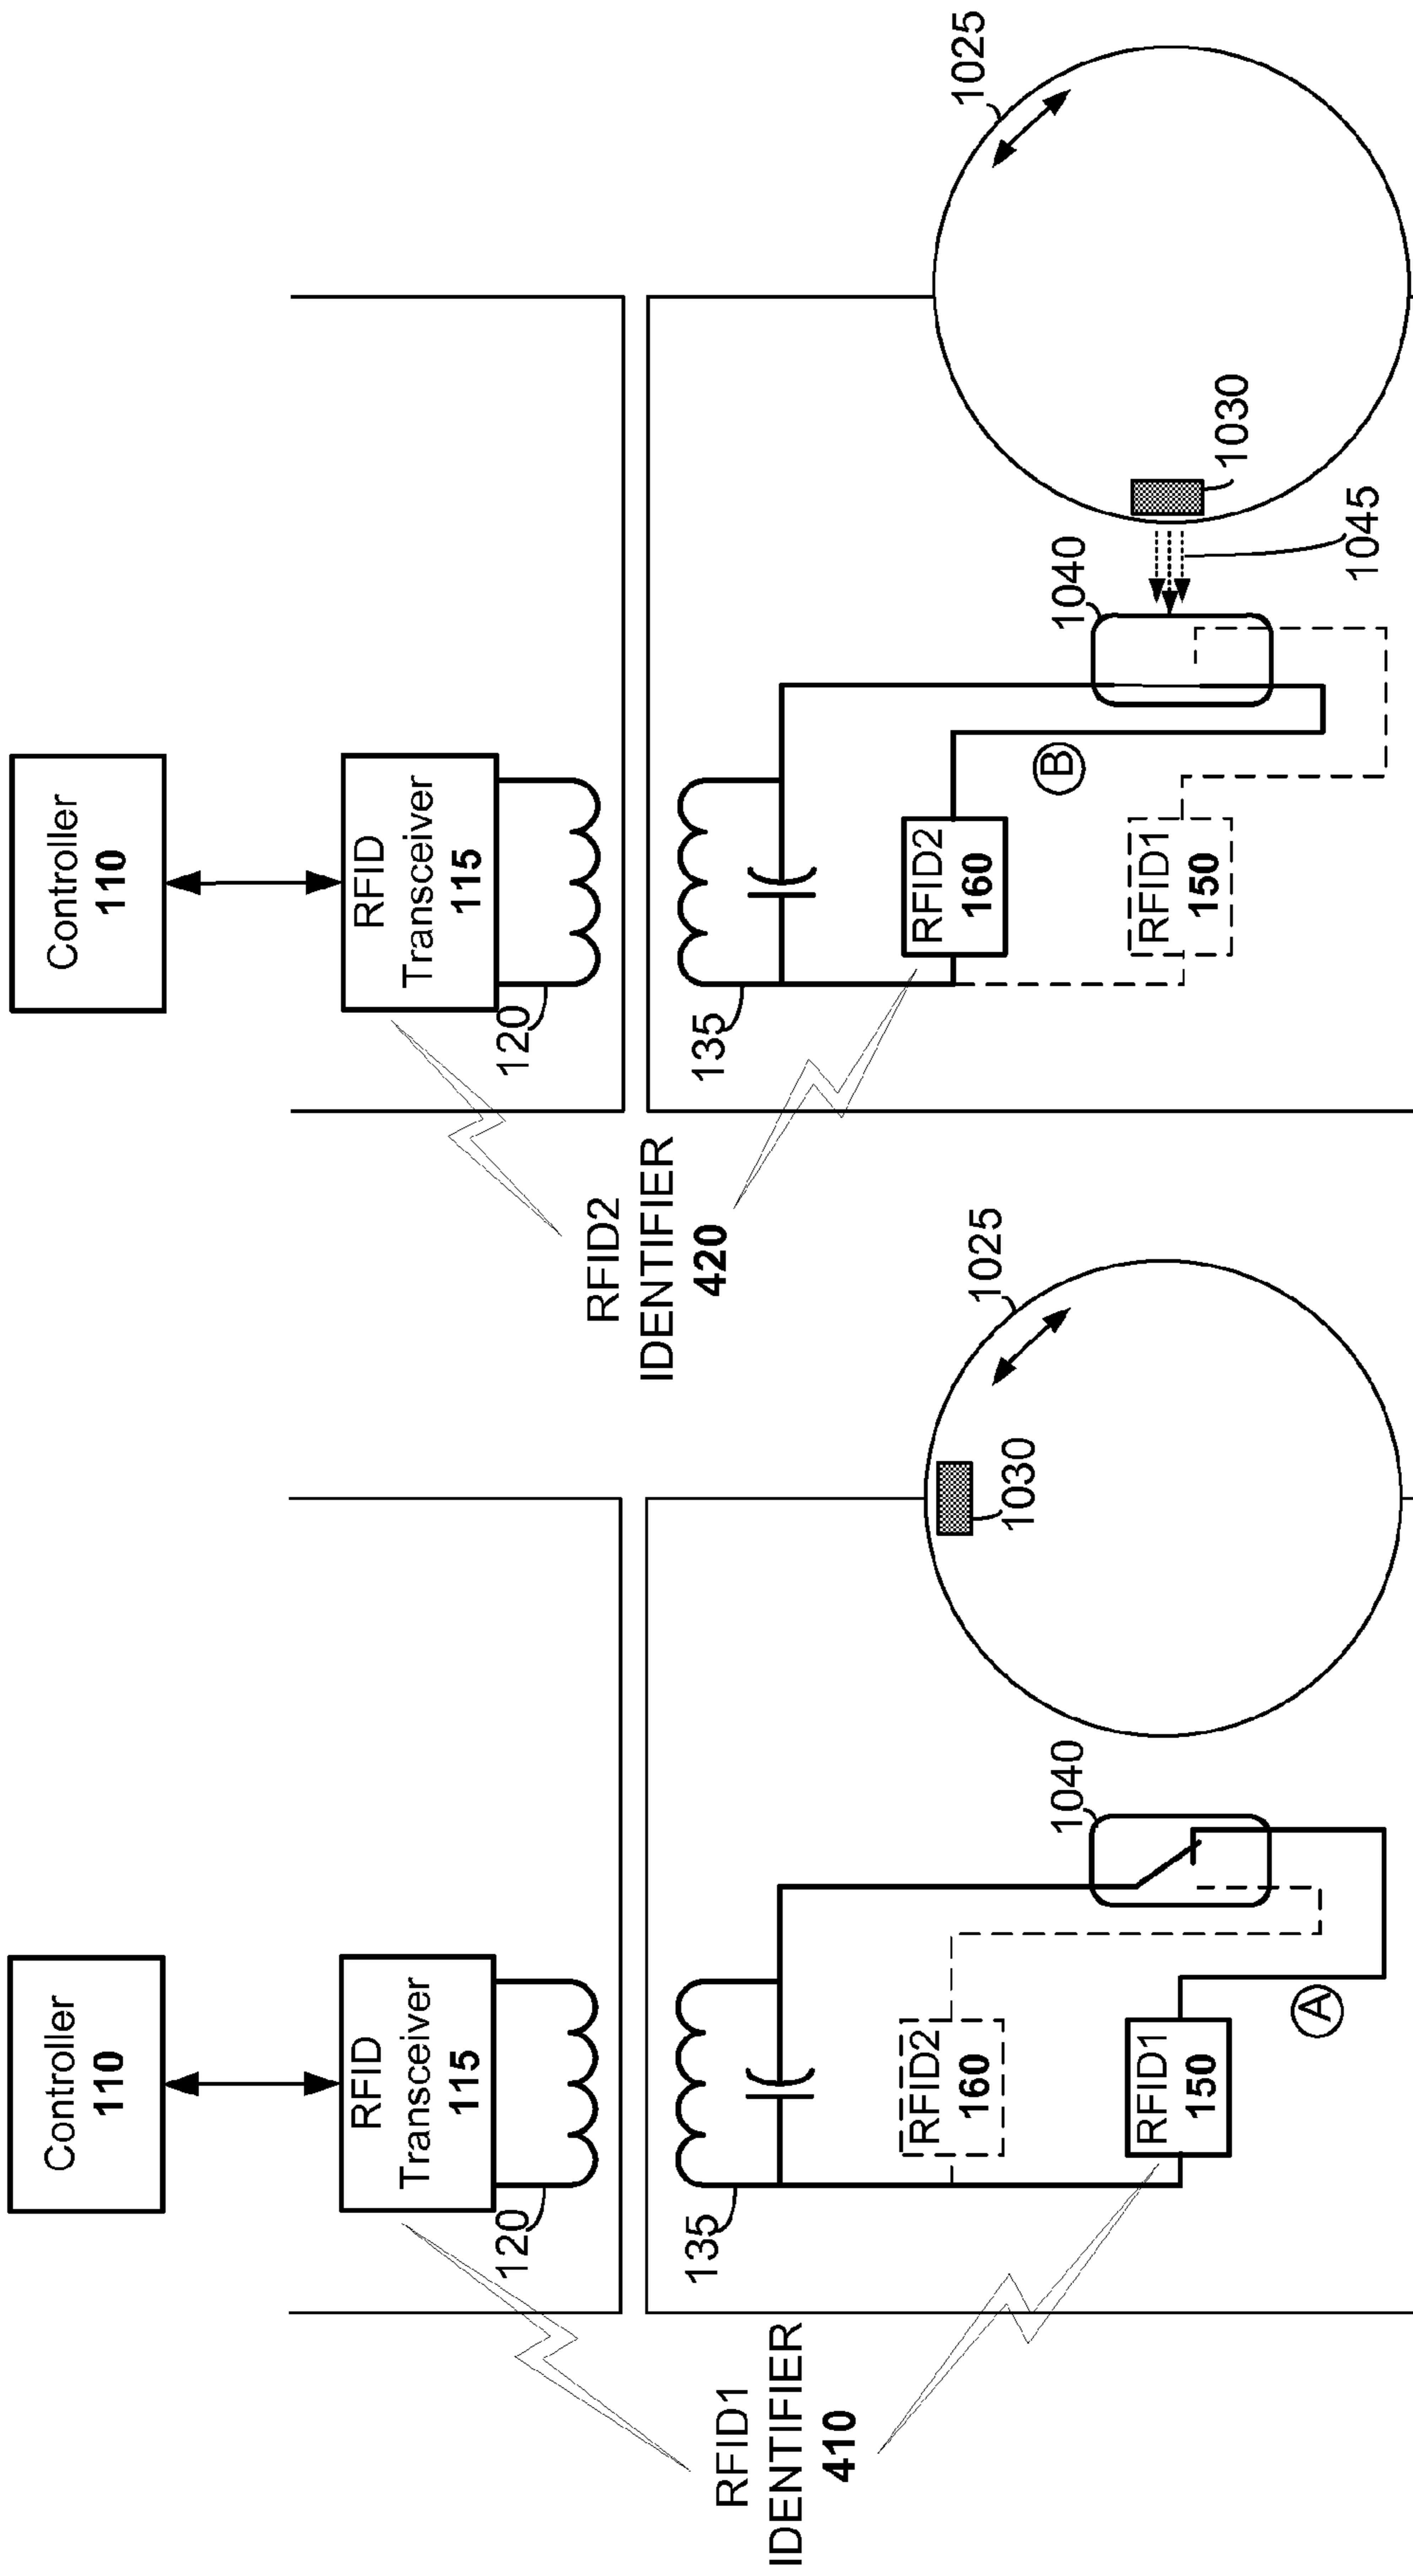 Controller
110
RFID
Transceiver
115
120
RFID1
IDENTIFIER
410
135
RFID2
160
RFID1
150
A
1040
1030
1025
Controller
110
RFID
Transceiver
115
120
RFID2
IDENTIFIER
420
135
RFID2
160
RFID1
150
B
1040
1045
1030
1025